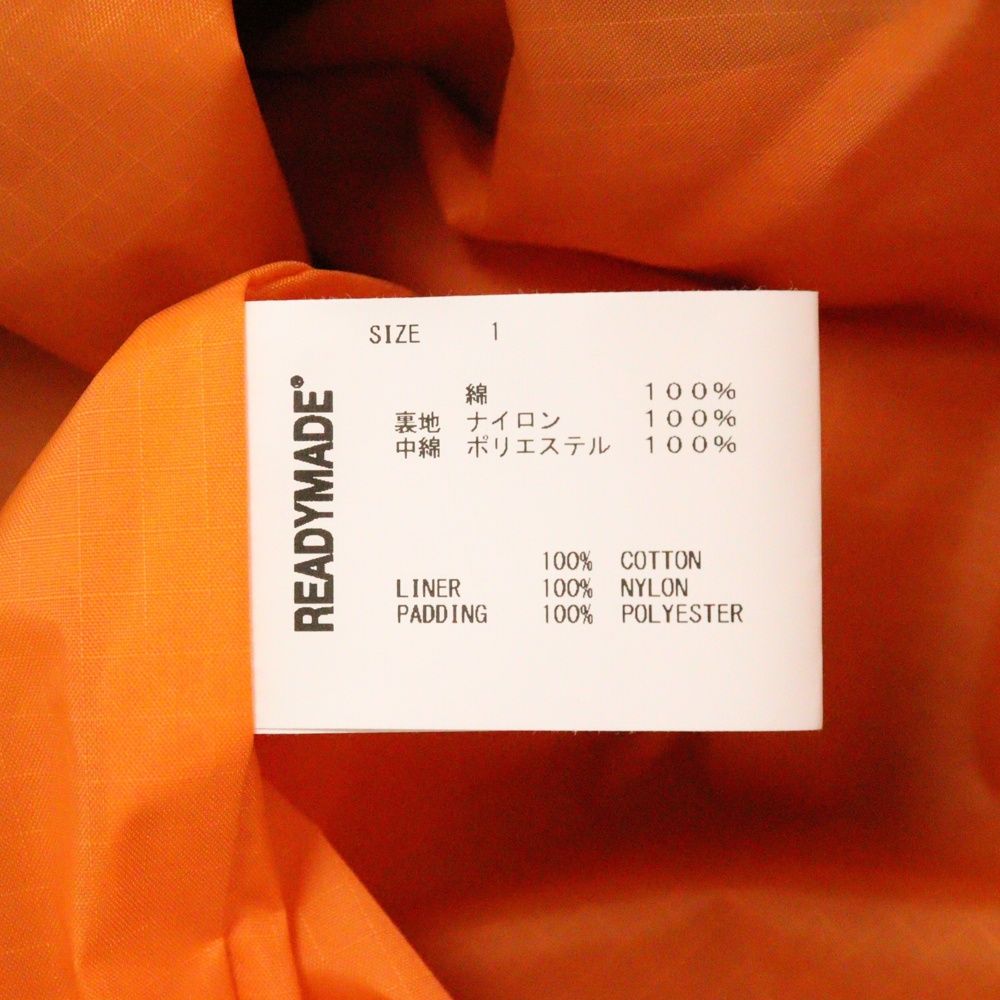 SIZE 1
READYMADE®
綿 100%
裏地 ナイロン 100%
中綿 ポリエステル 100%
100% COTTON
LINER 100% NYLON
PADDING 100% POLYESTER